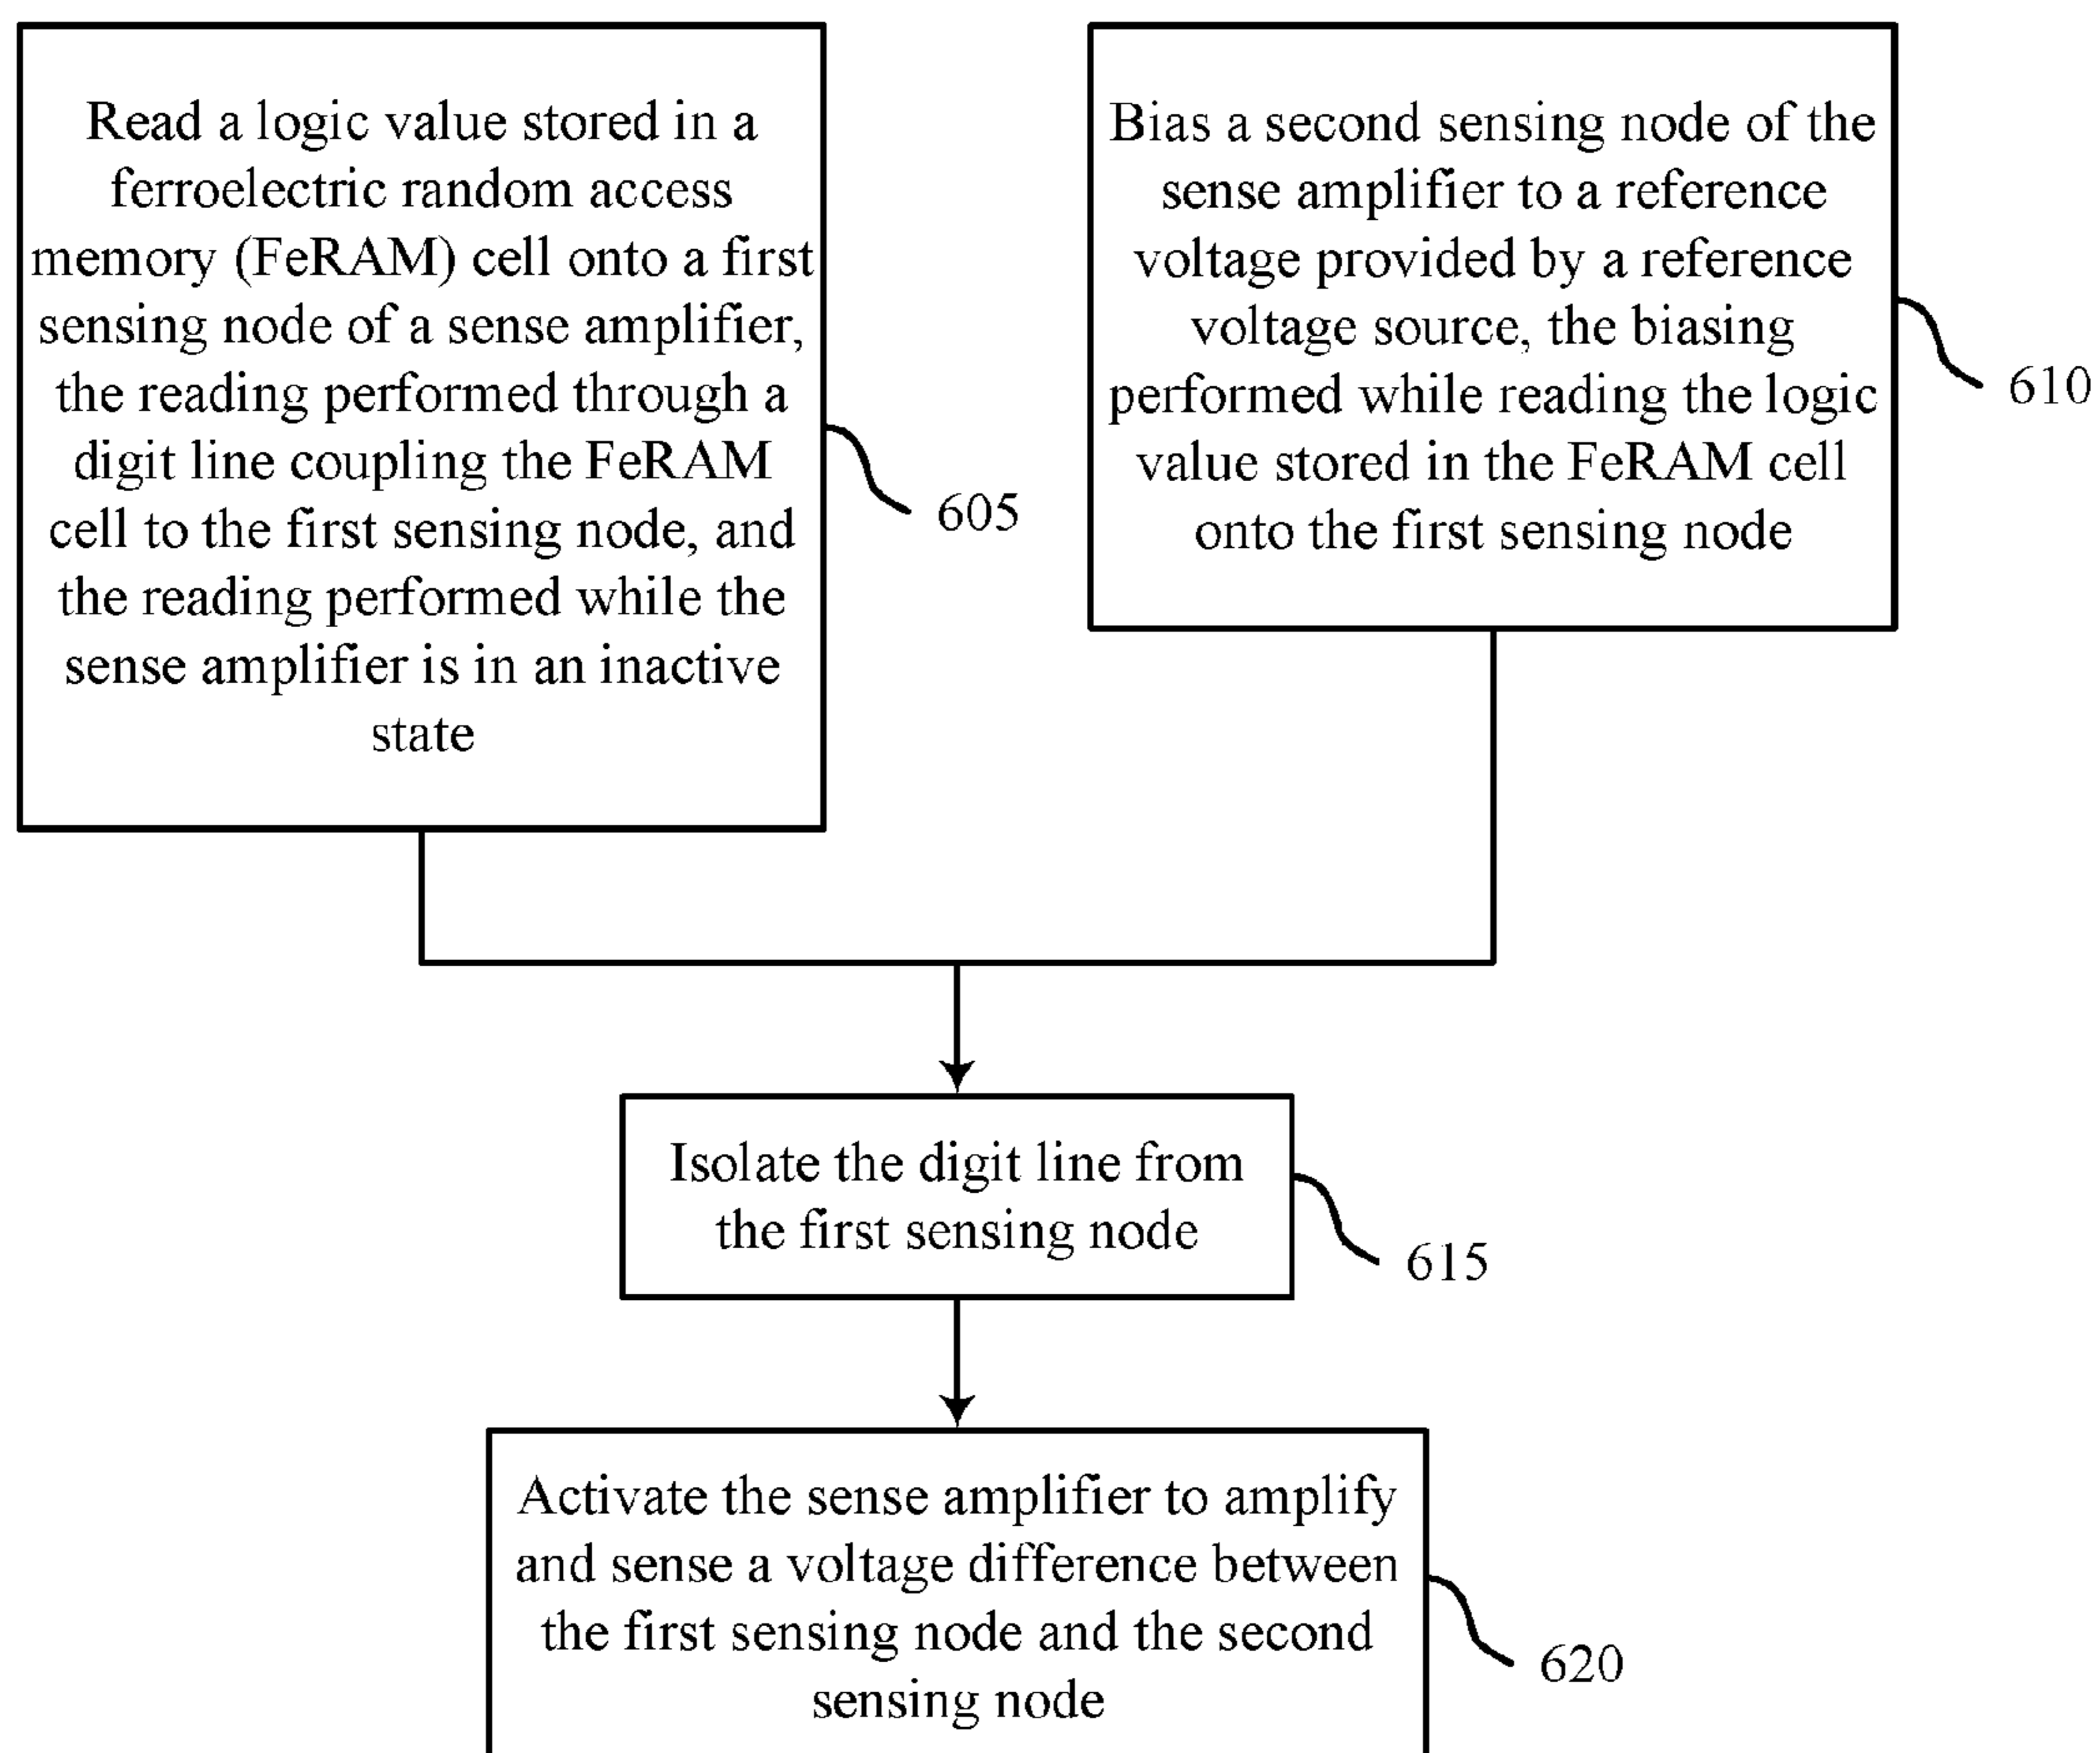 Read a logic value stored in a
ferroelectric random access
memory (FeRAM) cell onto a first
sensing node of a sense amplifier,
the reading performed through a
digit line coupling the FeRAM
cell to the first sensing node, and
the reading performed while the
sense amplifier is in an inactive
state
605
Bias a second sensing node of the
sense amplifier to a reference
voltage provided by a reference
voltage source, the biasing
performed while reading the logic
value stored in the FeRAM cell
onto the first sensing node
610
Isolate the digit line from
the first sensing node
615
Activate the sense amplifier to amplify
and sense a voltage difference between
the first sensing node and the second
sensing node
620